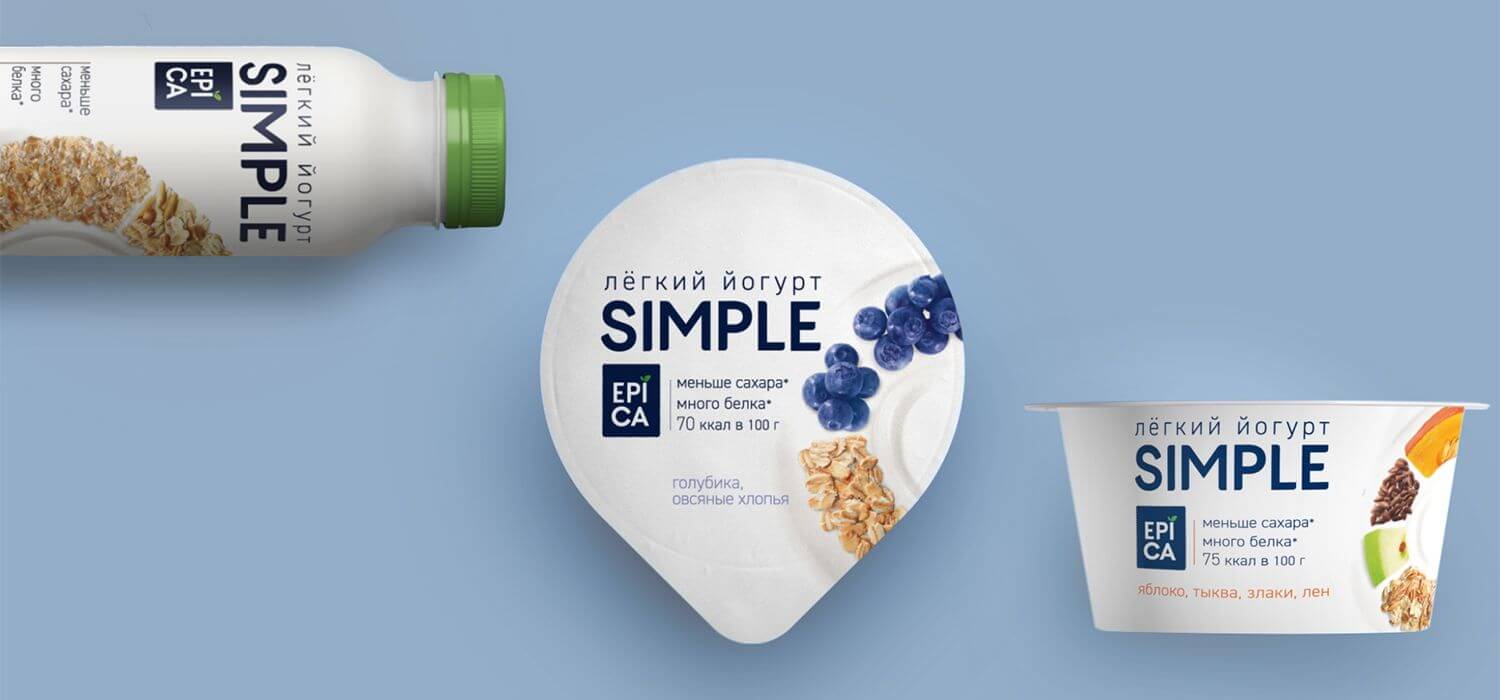 лёгкий йогурт
SIMPLE
EPI
CA
меньше
сахара*
много
белка*
лёгкий йогурт
SIMPLE
EPI
CA
меньше сахара*
много белка*
70 ккал в 100 г
голубика,
овсяные хлопья
лёгкий йогурт
SIMPLE
EPI
CA
меньше сахара*
много белка*
75 ккал в 100 г
яблоко, тыква, злаки, лен